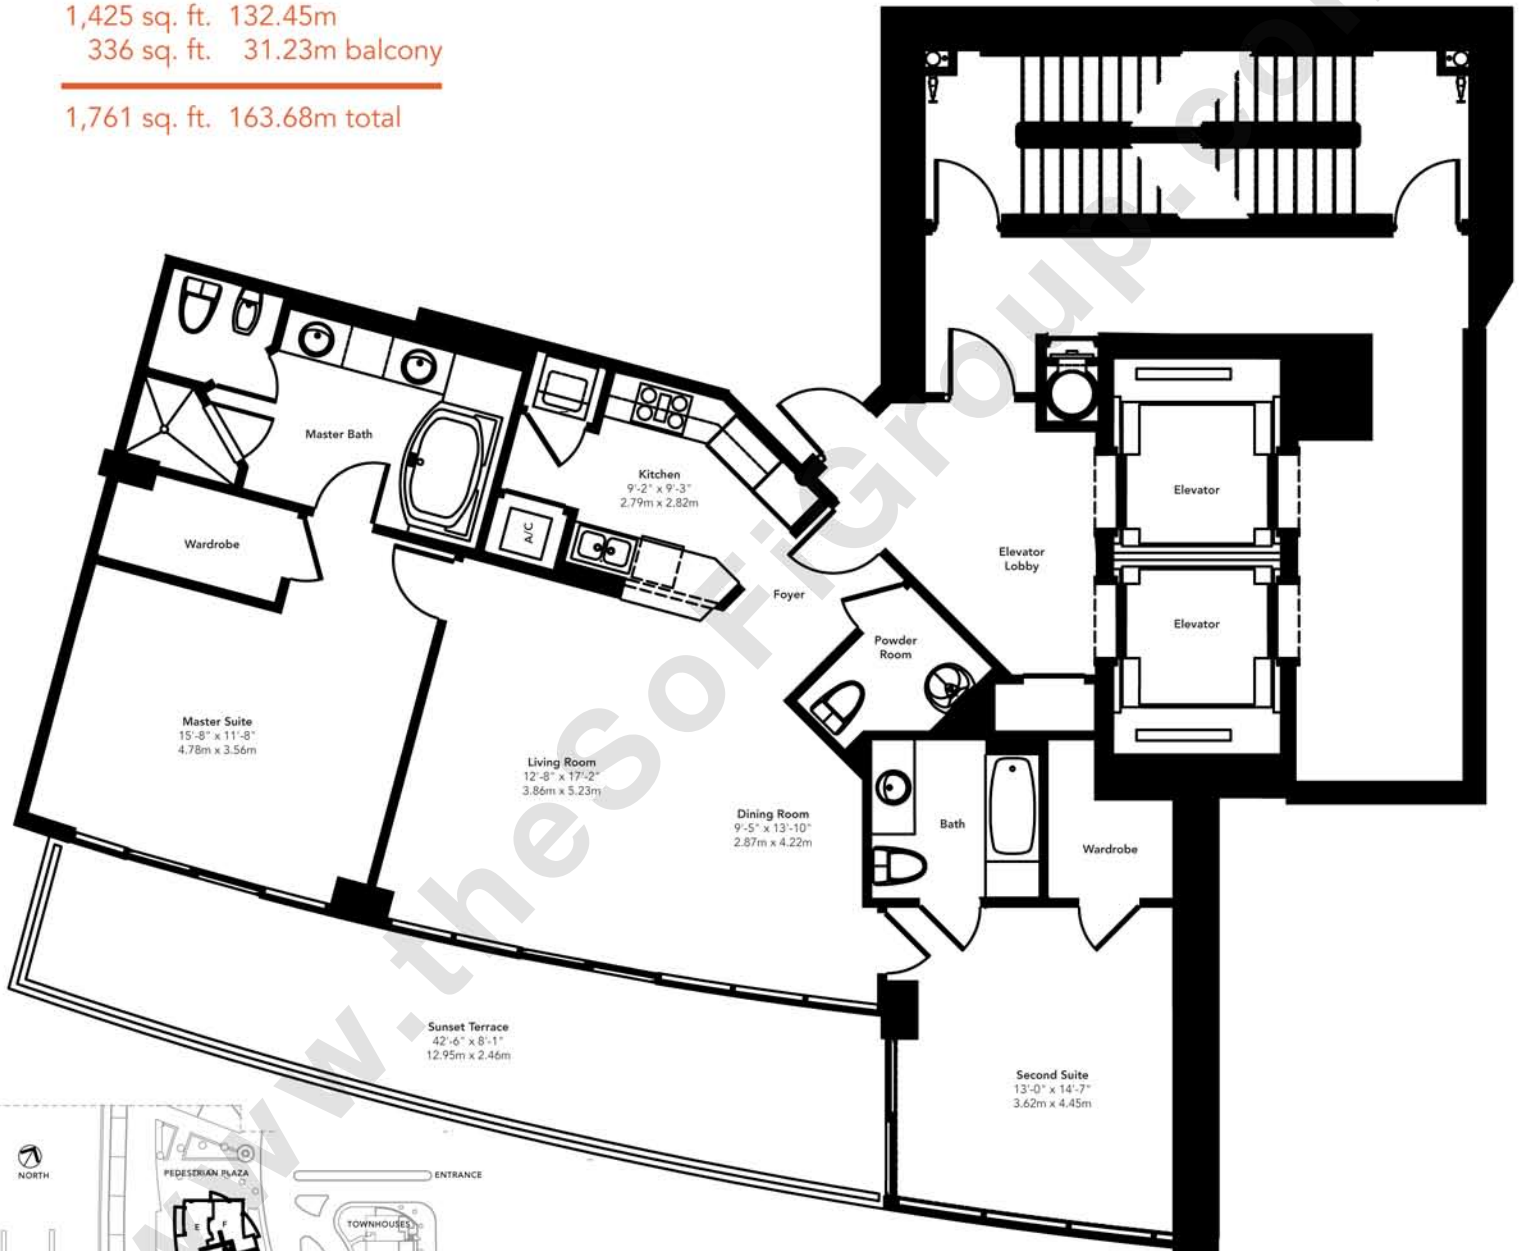 1,425 sq. ft. 132.45m
336 sq. ft. 31.23m balcony
1,761 sq. ft. 163.68m total
Master Bath
Kitchen
9'-2" x 9'-3"
2.79m x 2.82m
A/C
Wardrobe
Foyer
Elevator
Lobby
Elevator
Elevator
Powder
Room
Master Suite
15'-8" x 11'-8"
4.78m x 3.56m
Living Room
12'-8" x 17'-2"
3.86m x 5.23m
Dining Room
9'-5" x 13'-10"
2.87m x 4.22m
Bath
Wardrobe
Sunset Terrace
42'-6" x 8'-1"
12.95m x 2.46m
Second Suite
13'-0" x 14'-7"
3.62m x 4.45m
NORTH
PEDESTRIAN PLAZA
ENTRANCE
E F
TOWNHOUSES
www.theSoFiGroup.com